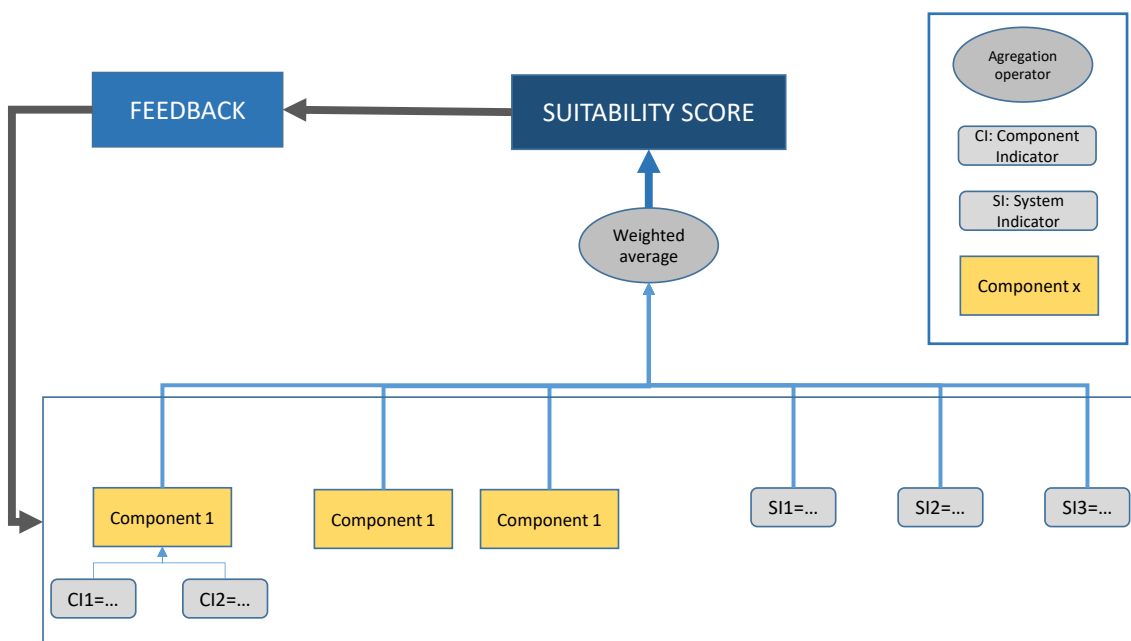 FEEDBACK
SUITABILITY SCORE
Weighted
average
Agregation
operator
CI: Component
Indicator
SI: System
Indicator
Component x
Component 1
Component 1
Component 1
SI1=...
SI2=...
SI3=...
CI1=...
CI2=...